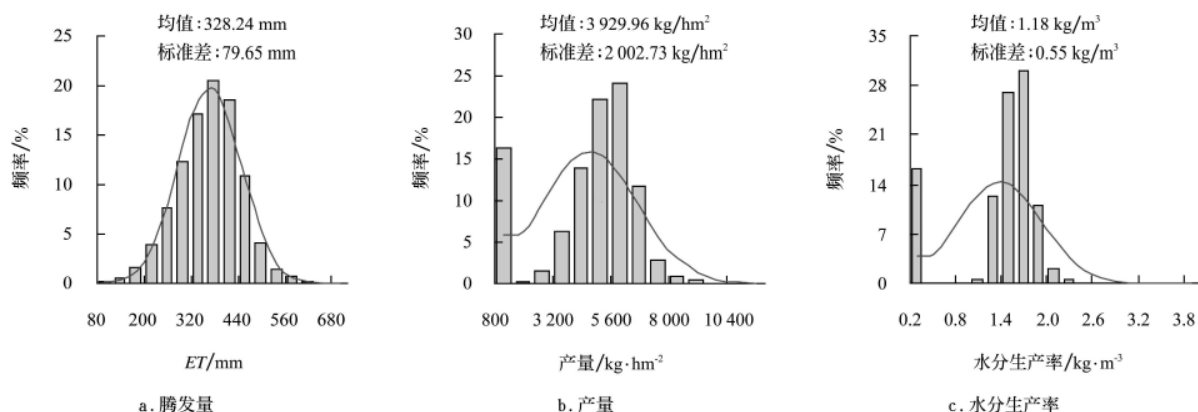 均值:328.24 mm
标准差:79.65 mm
25
20
15
10
5
0
频率/%
80 200 320 440 560 680
ET/mm
a.腾发量
均值:3 929.96 kg/hm²
标准差:2 002.73 kg/hm²
30
25
20
15
10
5
0
频率/%
800 3 200 5 600 8 000 10 400
产量/kg·hm⁻²
b.产量
均值:1.18 kg/m³
标准差:0.55 kg/m³
35
28
21
14
7
0
频率/%
0.2 0.8 1.4 2.0 2.6 3.2 3.8
水分生产率/kg·m⁻³
c.水分生产率